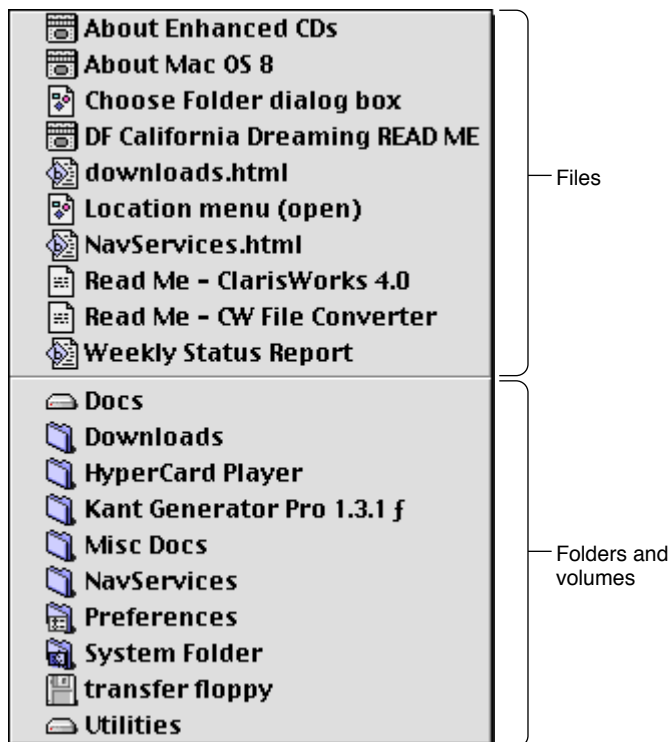 About Enhanced CDs
About Mac OS 8
Choose Folder dialog box
DF California Dreaming READ ME
downloads.html
Location menu (open)
NavServices.html
Read Me - ClarisWorks 4.0
Read Me - CW File Converter
Weekly Status Report
Files
Docs
Downloads
HyperCard Player
Kant Generator Pro 1.3.1 ƒ
Misc Docs
NavServices
Preferences
System Folder
transfer floppy
Utilities
Folders and
volumes